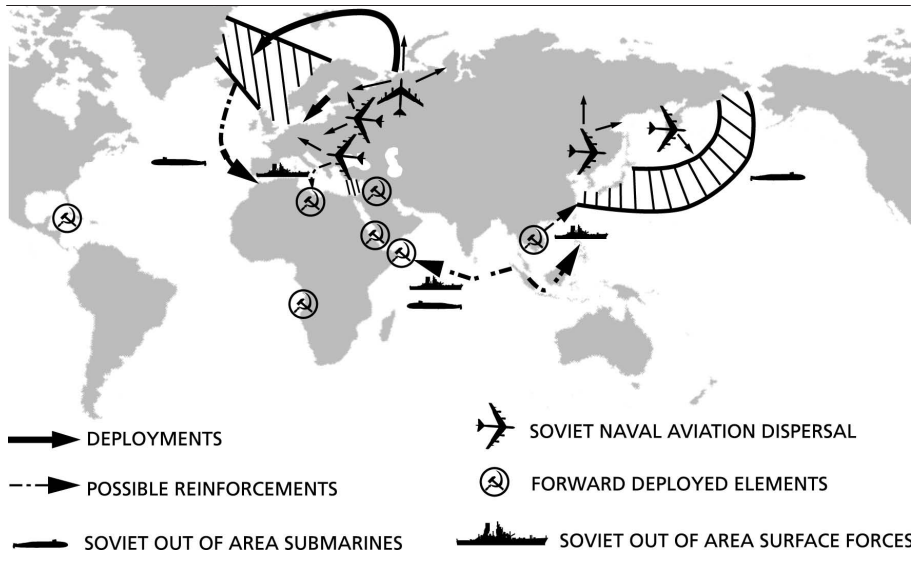 DEPLOYMENTS
POSSIBLE REINFORCEMENTS
SOVIET OUT OF AREA SUBMARINES
SOVIET NAVAL AVIATION DISPERSAL
FORWARD DEPLOYED ELEMENTS
SOVIET OUT OF AREA SURFACE FORCES